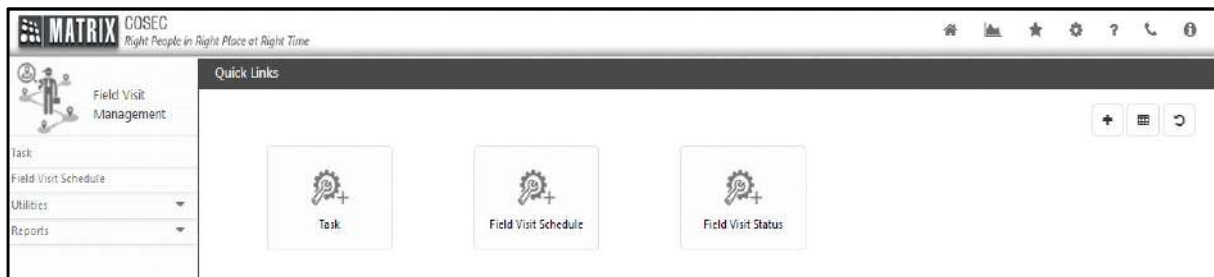 MATRIX COSEC
Right People in Right Place at Right Time
?
Field Visit
Management
Task
Field Visit Schedule
Utilities
Reports
Quick Links
Task
Field Visit Schedule
Field Visit Status